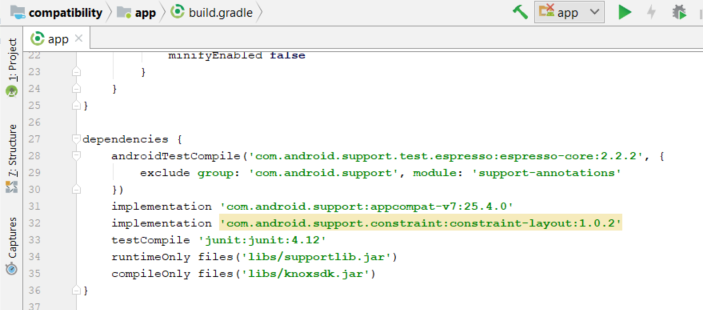 compatibility app build.gradle app
app
1: Project
7: Structure
Captures
22 minifyEnabled false
23 }
24 }
25 }
26
27 dependencies {
28 androidTestCompile('com.android.support.test.espresso:espresso-core:2.2.2', {
29 exclude group: 'com.android.support', module: 'support-annotations'
30 })
31 implementation 'com.android.support:appcompat-v7:25.4.0'
32 implementation 'com.android.support.constraint:constraint-layout:1.0.2'
33 testCompile 'junit:junit:4.12'
34 runtimeOnly files('libs/supportlib.jar')
35 compileOnly files('libs/knoxsdk.jar')
36 }
37